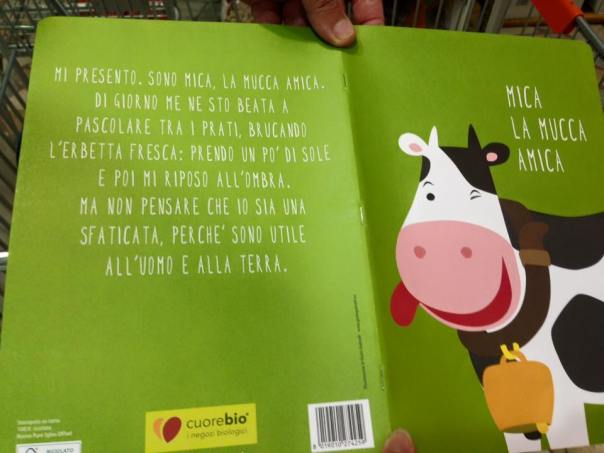 MI PRESENTO. SONO MICA, LA MUCCA AMICA.
DI GIORNO ME NE STO BEATA A
PASCOLARE TRA I PRATI, BRUCANDO
L'ERBETTA FRESCA: PRENDO UN PO' DI SOLE
E POI MI RIPOSO ALL'OMBRA.
MA NON PENSARE CHE IO SIA UNA
SFATICATA, PERCHE' SONO UTILE
ALL'UOMO E ALLA TERRA.
cuorebio
i negozi biologici
MICA
LA MUCCA
AMICA